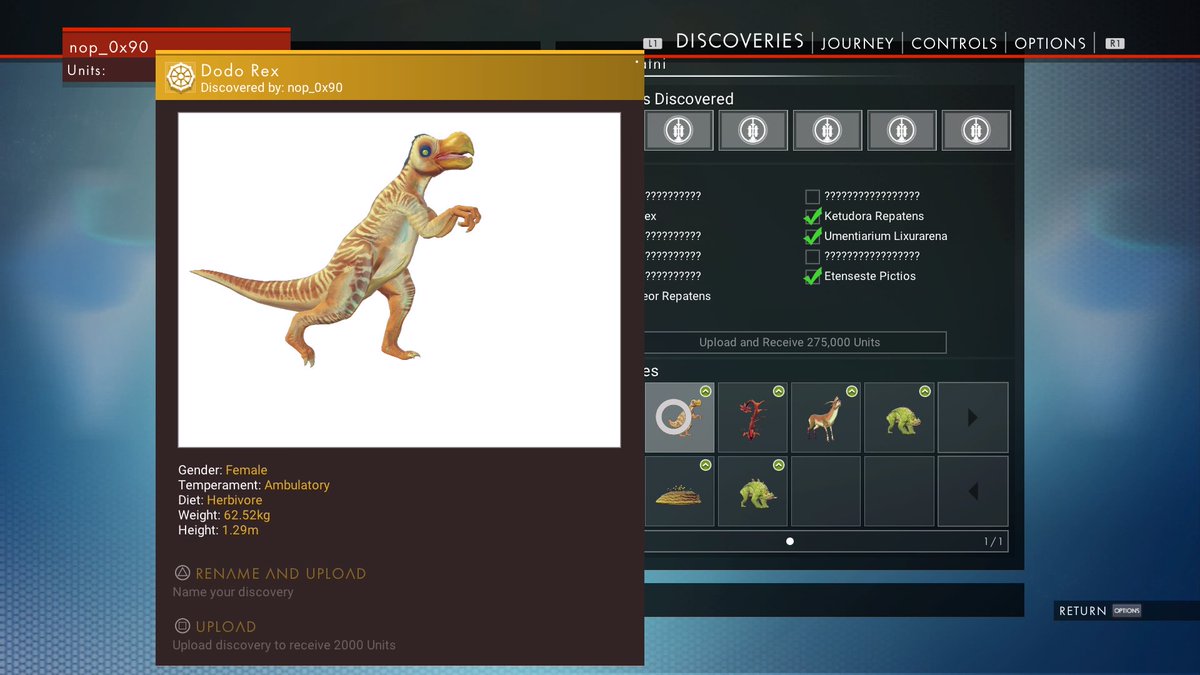 nop_0x90
Units:
L1 DISCOVERIES JOURNEY CONTROLS OPTIONS R1
Dodo Rex
Discovered by: nop_0x90
s Discovered
??????????
?????????????????
ex
Ketudora Repatens
??????????
Umentiarium Lixurarena
??????????
?????????????????
??????????
Etenseste Pictios
eor Repatens
Upload and Receive 275,000 Units
es
1/1
Gender: Female
Temperament: Ambulatory
Diet: Herbivore
Weight: 62.52kg
Height: 1.29m
RENAME AND UPLOAD
Name your discovery
UPLOAD
Upload discovery to receive 2000 Units
RETURN OPTIONS